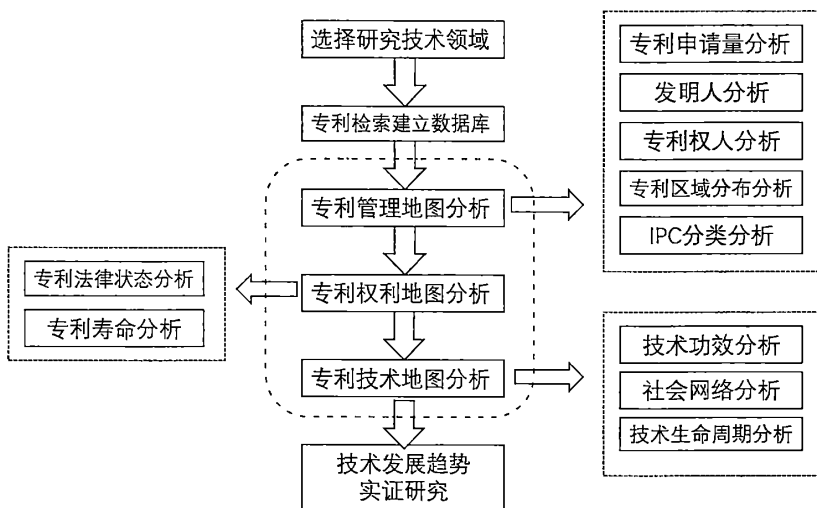 选择研究技术领域
专利检索建立数据库
专利管理地图分析
专利权利地图分析
专利技术地图分析
技术发展趋势
实证研究
专利申请量分析
发明人分析
专利权人分析
专利区域分布分析
IPC分类分析
专利法律状态分析
专利寿命分析
技术功效分析
社会网络分析
技术生命周期分析